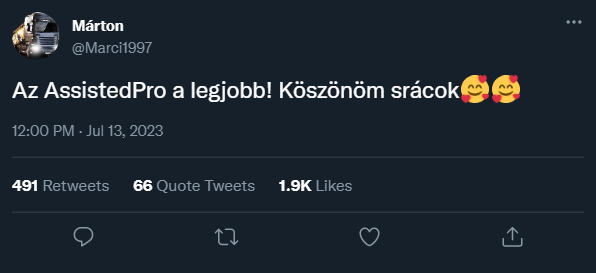 Márton
@Marci1997
Az AssistedPro a legjobb! Köszönöm srácok🥰🥰
12:00 PM · Jul 13, 2023
491 Retweets 66 Quote Tweets 1.9K Likes